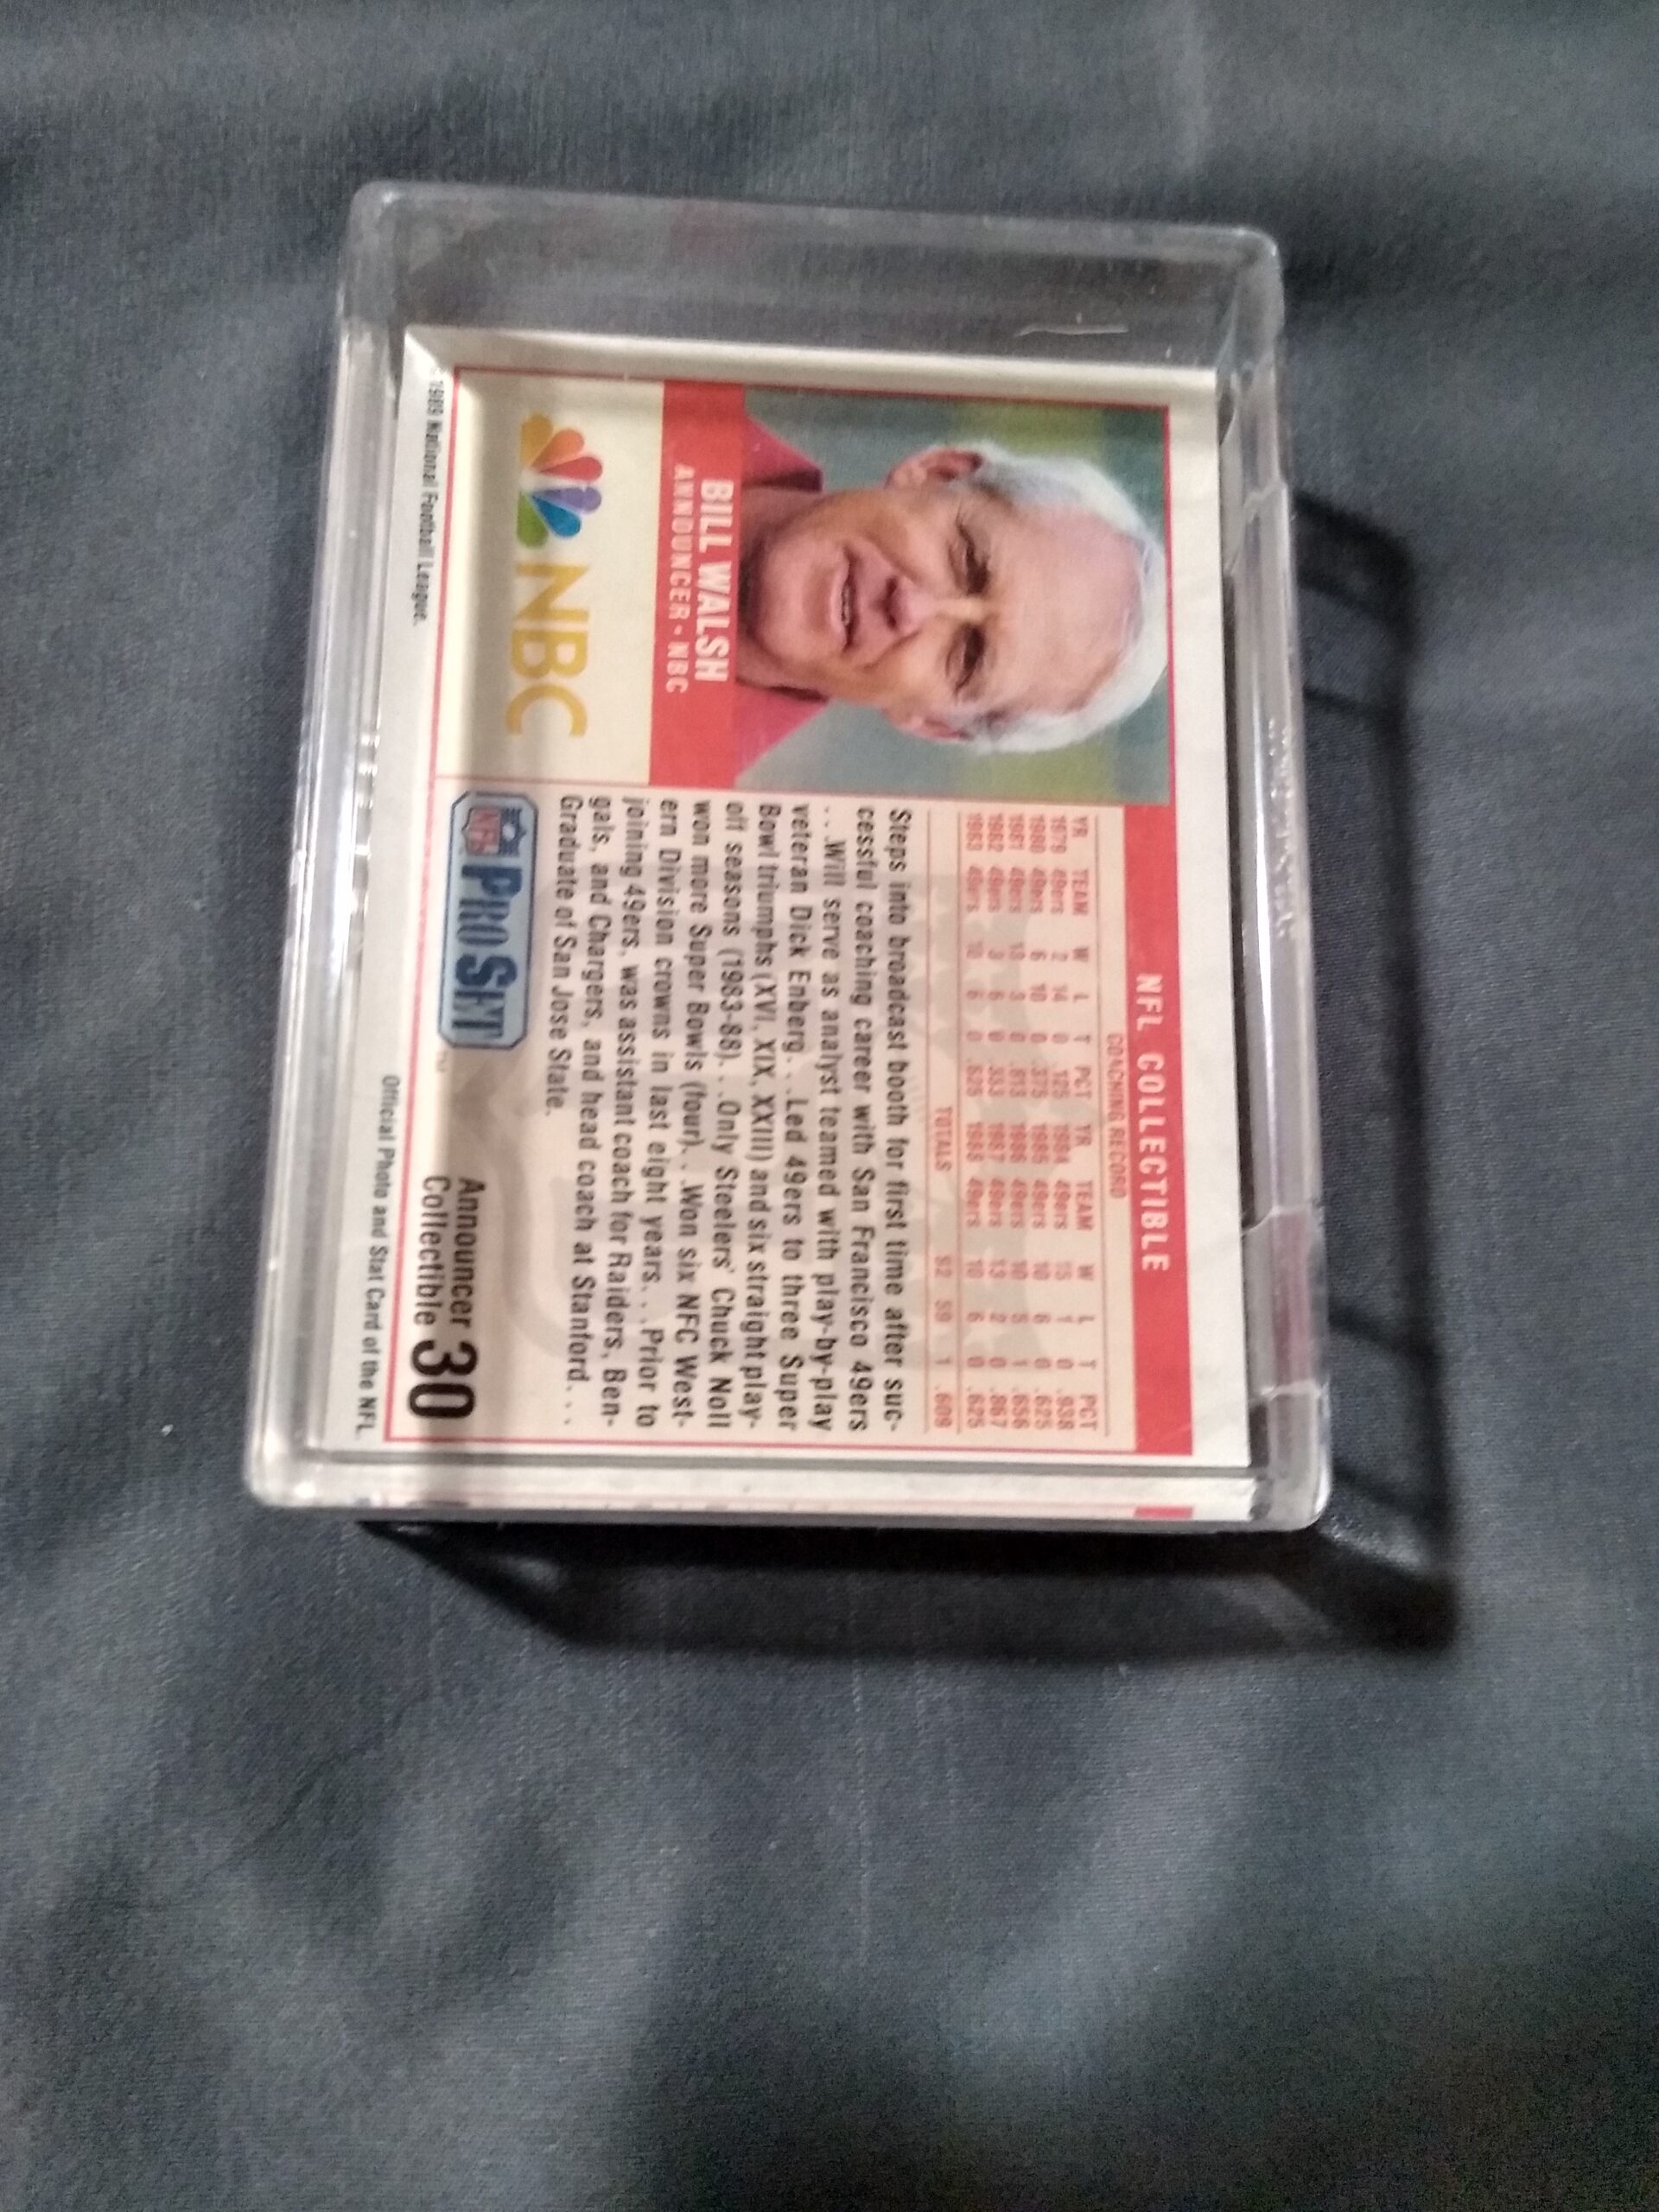 NFL COLLECTIBLE
COACHING RECORD
YR TEAM W L T PCT YR TEAM W L T PCT
1979 49ers 2 14 0 .125 1984 49ers 15 1 0 .938
1980 49ers 6 10 0 .375 1985 49ers 10 6 0 .625
1981 49ers 13 3 0 .813 1986 49ers 10 5 1 .656
1982 49ers 3 6 0 .333 1987 49ers 13 2 0 .867
1983 49ers 10 6 0 .625 1988 49ers 10 6 0 .625
TOTALS 92 59 1 .609
BILL WALSH
ANNOUNCER • NBC
NBC
Steps into broadcast booth for first time after suc-
cessful coaching career with San Francisco 49ers
. . .Will serve as analyst teamed with play-by-play
veteran Dick Enberg. . .Led 49ers to three Super
Bowl triumphs (XVI, XIX, XXIII) and six straight play-
off seasons (1983-88). . .Only Steelers' Chuck Noll
won more Super Bowls (four). . .Won six NFC West-
ern Division crowns in last eight years. . .Prior to
joining 49ers, was assistant coach for Raiders, Ben-
gals, and Chargers, and head coach at Stanford. . .
Graduate of San Jose State.
NFL PRO SET
Announcer
Collectible 30
1989 National Football League.
Official Photo and Stat Card of the NFL